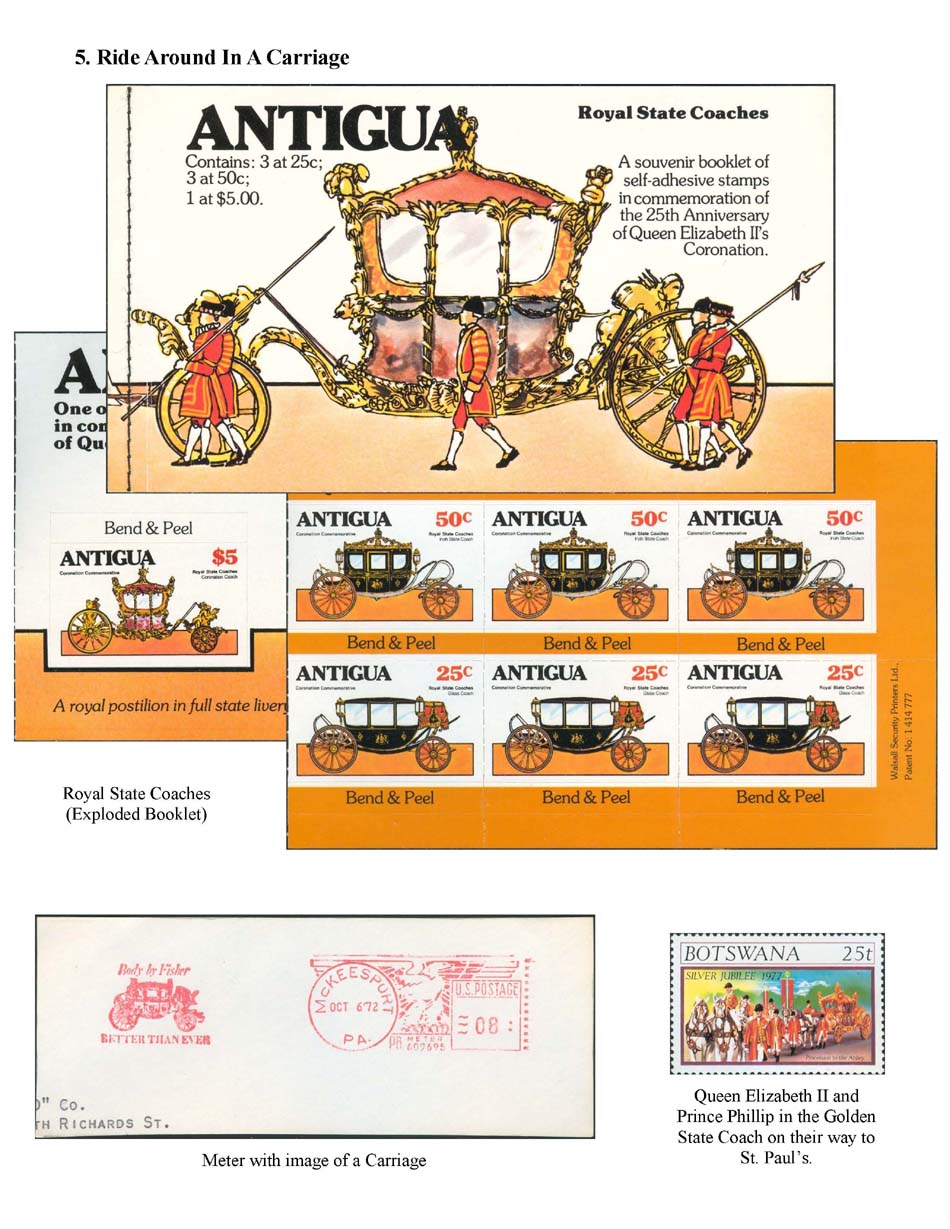 5. Ride Around In A Carriage
ANTIGUA
Contains: 3 at 25c;
3 at 50c;
1 at $5.00.
Royal State Coaches
A souvenir booklet of
self-adhesive stamps
in commemoration of
the 25th Anniversary
of Queen Elizabeth II's
Coronation.
A
One o
in com
of Qu
Bend & Peel
ANTIGUA $5
Coronation Commemorative
Royal State Coaches
Coronation Coach
A royal postilion in full state livery
ANTIGUA 50c
Coronation Commemorative
Royal State Coaches
Irish State Coach
ANTIGUA 50c
Coronation Commemorative
Royal State Coaches
Irish State Coach
ANTIGUA 50c
Coronation Commemorative
Royal State Coaches
Irish State Coach
Bend & Peel
Bend & Peel
Bend & Peel
ANTIGUA 25c
Coronation Commemorative
Royal State Coaches
Glass Coach
ANTIGUA 25c
Coronation Commemorative
Royal State Coaches
Glass Coach
ANTIGUA 25c
Coronation Commemorative
Royal State Coaches
Glass Coach
Bend & Peel
Bend & Peel
Bend & Peel
Walsall Security Printers Ltd.,
Patent No: 1 414 777
Royal State Coaches
(Exploded Booklet)
Body by Fisher
BETTER THAN EVER
McKEESPORT
OCT 6'72
PA.
U.S. POSTAGE
08
PB METER
602695
D" Co.
TH RICHARDS ST.
Meter with image of a Carriage
BOTSWANA 25t
SILVER JUBILEE 1977
Procession to the Abbey
Queen Elizabeth II and
Prince Phillip in the Golden
State Coach on their way to
St. Paul's.